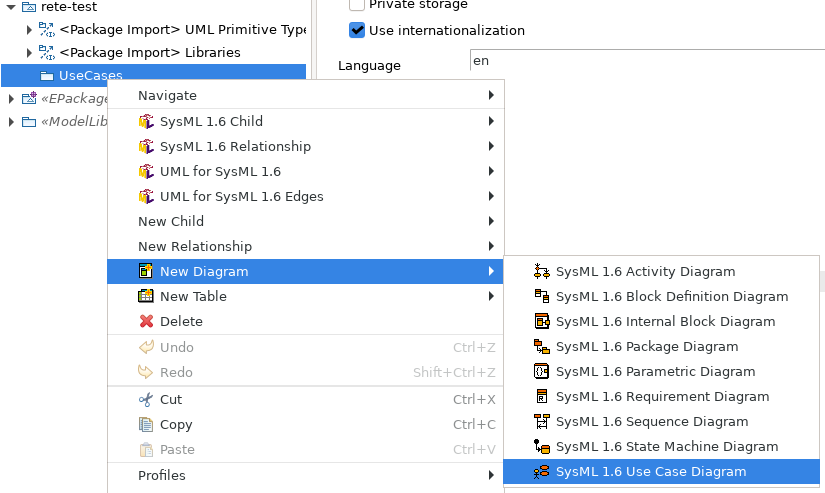 rete-test
<Package Import> UML Primitive Type
<Package Import> Libraries
UseCases
«EPackage
«ModelLib
Private storage
Use internationalization
Language
en
Navigate
SysML 1.6 Child
SysML 1.6 Relationship
UML for SysML 1.6
UML for SysML 1.6 Edges
New Child
New Relationship
New Diagram
New Table
Delete
Undo Ctrl+Z
Redo Shift+Ctrl+Z
Cut Ctrl+X
Copy Ctrl+C
Paste Ctrl+V
Profiles
SysML 1.6 Activity Diagram
SysML 1.6 Block Definition Diagram
SysML 1.6 Internal Block Diagram
SysML 1.6 Package Diagram
SysML 1.6 Parametric Diagram
SysML 1.6 Requirement Diagram
SysML 1.6 Sequence Diagram
SysML 1.6 State Machine Diagram
SysML 1.6 Use Case Diagram